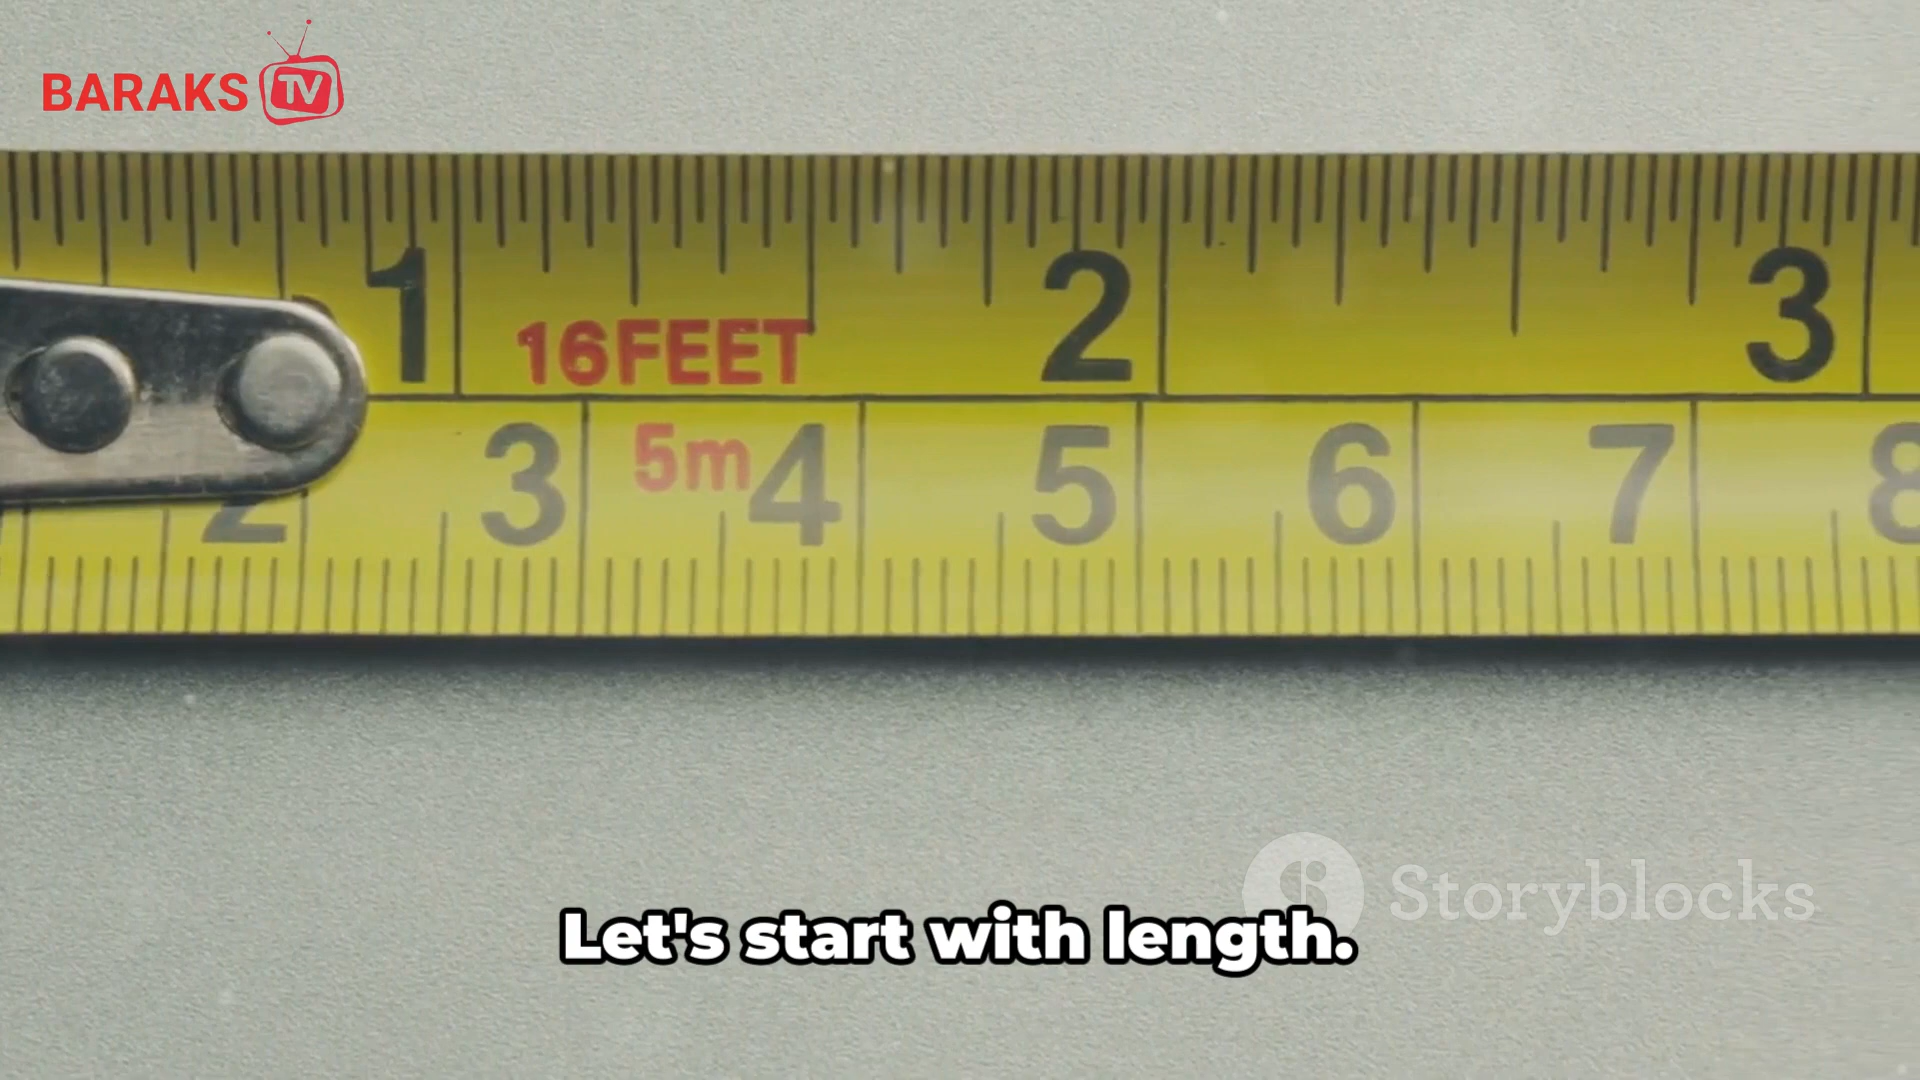 BARAKS TV
1 2 3
16FEET
5m
2 3 4 5 6 7 8
Storyblocks
Let's start with length.